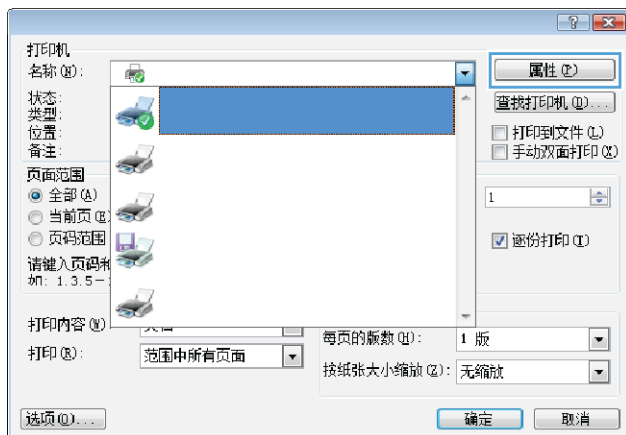 打印机
名称(N):
属性(P)
状态:
类型:
查找打印机(D)...
位置:
打印到文件(L)
备注:
手动双面打印(X)
页面范围
全部(A)
1
当前页(E)
页码范围
逐份打印(T)
请键入页码和
如: 1.3.5-
打印内容(W):
每页的版数(H):
1 版
打印(R):
范围中所有页面
按纸张大小缩放(Z):
无缩放
选项(O)...
确定
取消